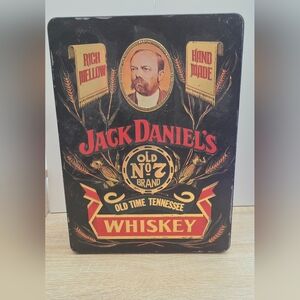 RICH
MELLOW
HAND
MADE
JACK DANIEL'S
OLD
No 7
BRAND
OLD TIME TENNESSEE
WHISKEY